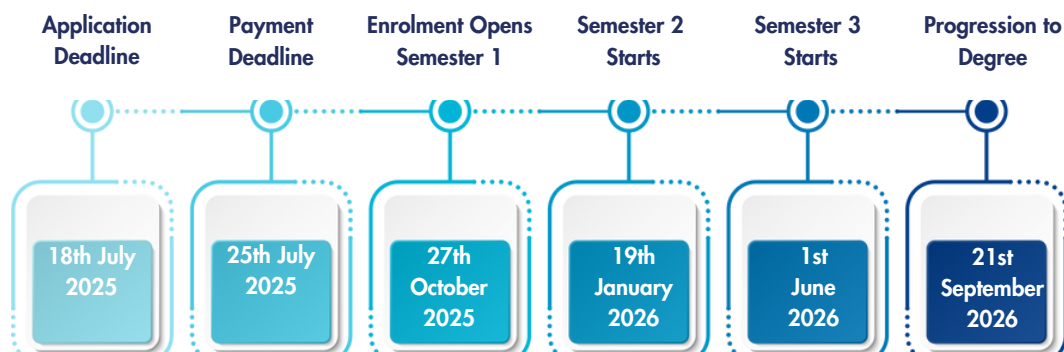 Application
Deadline
Payment
Deadline
Enrolment Opens
Semester 1
Semester 2
Starts
Semester 3
Starts
Progression to
Degree
18th July
2025
25th July
2025
27th
October
2025
19th
January
2026
1st
June
2026
21st
September
2026